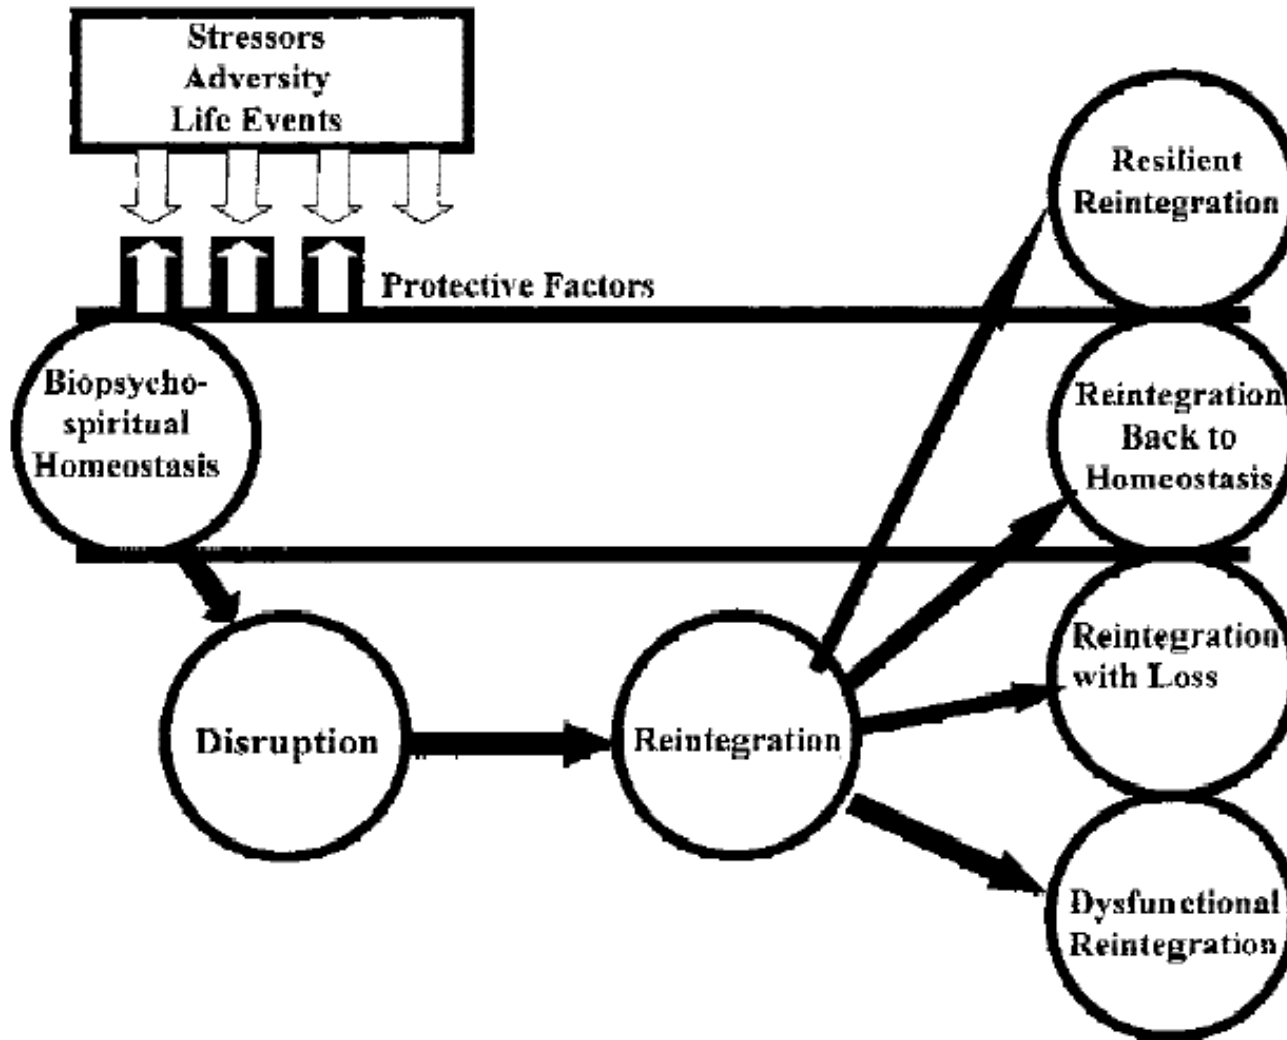 Stressors
Adversity
Life Events
Protective Factors
Biopsycho-
spiritual
Homeostasis
Disruption
Reintegration
Resilient
Reintegration
Reintegration
Back to
Homeostasis
Reintegration
with Loss
Dysfunctional
Reintegration